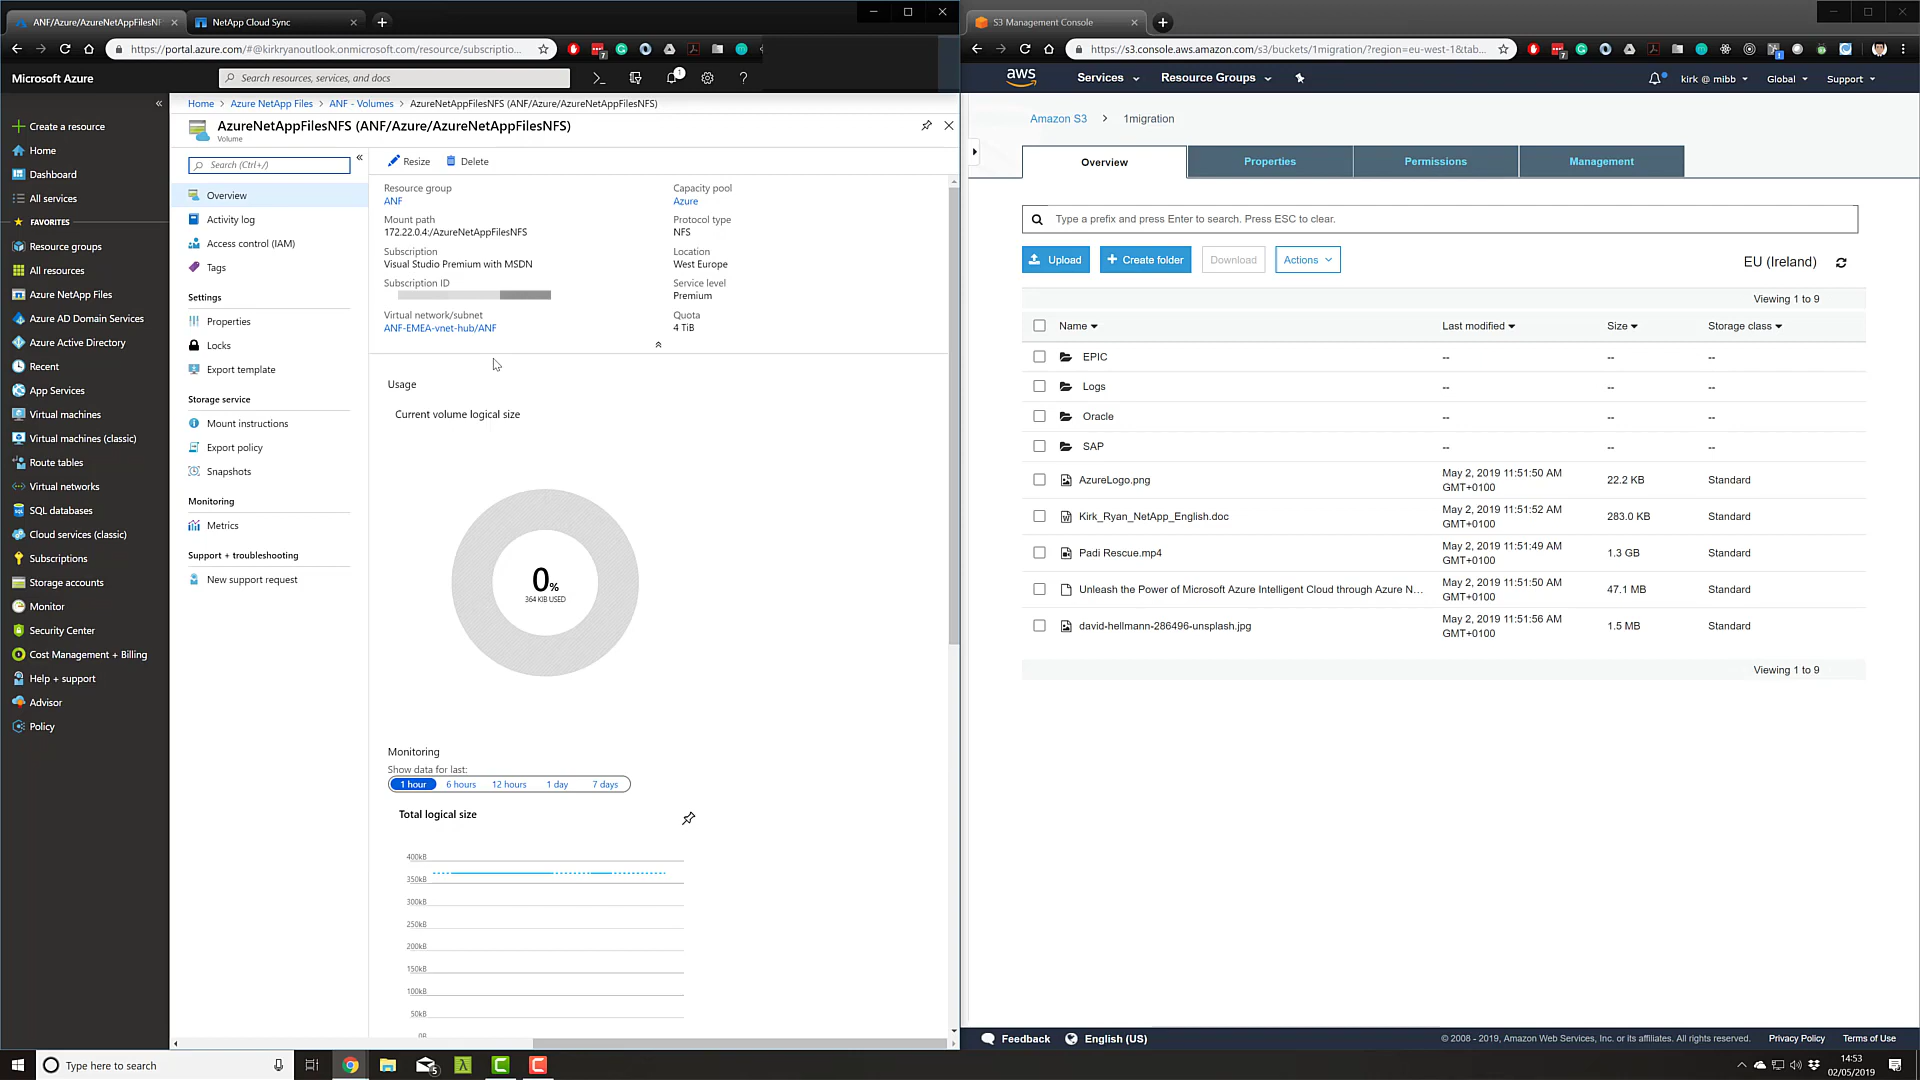 ANF/Azure/AzureNetAppFilesNF
NetApp Cloud Sync
https://portal.azure.com/#@kirkryanoutlook.onmicrosoft.com/resource/subscriptio...
Microsoft Azure
Search resources, services, and docs
Home > Azure NetApp Files > ANF - Volumes > AzureNetAppFilesNFS (ANF/Azure/AzureNetAppFilesNFS)
AzureNetAppFilesNFS (ANF/Azure/AzureNetAppFilesNFS)
Volume
Create a resource
Home
Dashboard
All services
FAVORITES
Resource groups
All resources
Azure NetApp Files
Azure AD Domain Services
Azure Active Directory
Recent
App Services
Virtual machines
Virtual machines (classic)
Route tables
Virtual networks
SQL databases
Cloud services (classic)
Subscriptions
Storage accounts
Monitor
Security Center
Cost Management + Billing
Help + support
Advisor
Policy
Search (Ctrl+/)
Overview
Activity log
Access control (IAM)
Tags
Settings
Properties
Locks
Export template
Storage service
Mount instructions
Export policy
Snapshots
Monitoring
Metrics
Support + troubleshooting
New support request
Resize
Delete
Resource group
ANF
Mount path
172.22.0.4:/AzureNetAppFilesNFS
Subscription
Visual Studio Premium with MSDN
Subscription ID
Virtual network/subnet
ANF-EMEA-vnet-hub/ANF
Capacity pool
Azure
Protocol type
NFS
Location
West Europe
Service level
Premium
Quota
4 TiB
Usage
Current volume logical size
0%
364 KIB USED
Monitoring
Show data for last:
1 hour 6 hours 12 hours 1 day 7 days
Total logical size
400kB
350kB
300kB
250kB
200kB
150kB
100kB
50kB
0B
S3 Management Console
https://s3.console.aws.amazon.com/s3/buckets/1migration/?region=eu-west-1&tab...
aws
Services
Resource Groups
kirk @ mibb
Global
Support
Amazon S3 > 1migration
Overview
Properties
Permissions
Management
Type a prefix and press Enter to search. Press ESC to clear.
Upload
Create folder
Download
Actions
EU (Ireland)
Viewing 1 to 9
Name Last modified Size Storage class
EPIC -- -- --
Logs -- -- --
Oracle -- -- --
SAP -- -- --
AzureLogo.png May 2, 2019 11:51:50 AM GMT+0100 22.2 KB Standard
Kirk_Ryan_NetApp_English.doc May 2, 2019 11:51:52 AM GMT+0100 283.0 KB Standard
Padi Rescue.mp4 May 2, 2019 11:51:49 AM GMT+0100 1.3 GB Standard
Unleash the Power of Microsoft Azure Intelligent Cloud through Azure N... May 2, 2019 11:51:50 AM GMT+0100 47.1 MB Standard
david-hellmann-286496-unsplash.jpg May 2, 2019 11:51:56 AM GMT+0100 1.5 MB Standard
Viewing 1 to 9
Feedback
English (US)
© 2008 - 2019, Amazon Web Services, Inc. or its affiliates. All rights reserved.
Privacy Policy
Terms of Use
Type here to search
14:53
02/05/2019